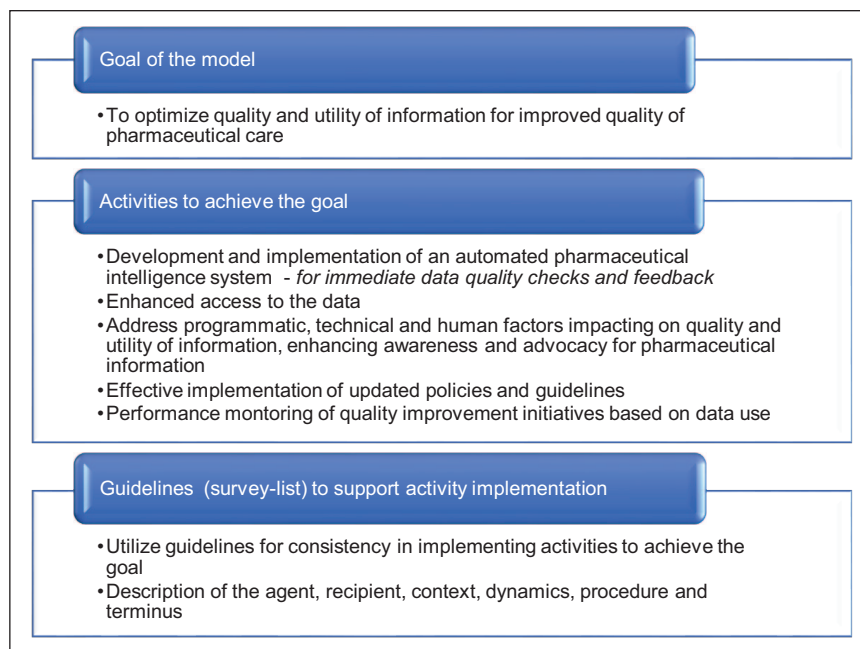 Goal of the model
•To optimize quality and utility of information for improved quality of
pharmaceutical care
Activities to achieve the goal
•Development and implementation of an automated pharmaceutical
intelligence system - for immediate data quality checks and feedback
•Enhanced access to the data
•Address programmatic, technical and human factors impacting on quality and
utility of information, enhancing awareness and advocacy for pharmaceutical
information
•Effective implementation of updated policies and guidelines
•Performance montoring of quality improvement initiatives based on data use
Guidelines (survey-list) to support activity implementation
•Utilize guidelines for consistency in implementing activities to achieve the
goal
•Description of the agent, recipient, context, dynamics, procedure and
terminus